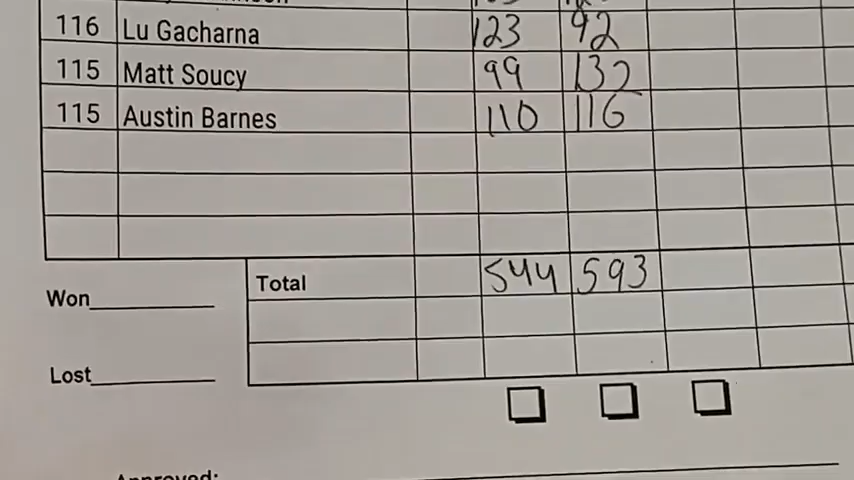 116 Lu Gacharna 123 92
115 Matt Soucy 99 132
115 Austin Barnes 110 116
Total 544 593
Won
Lost
Approved: